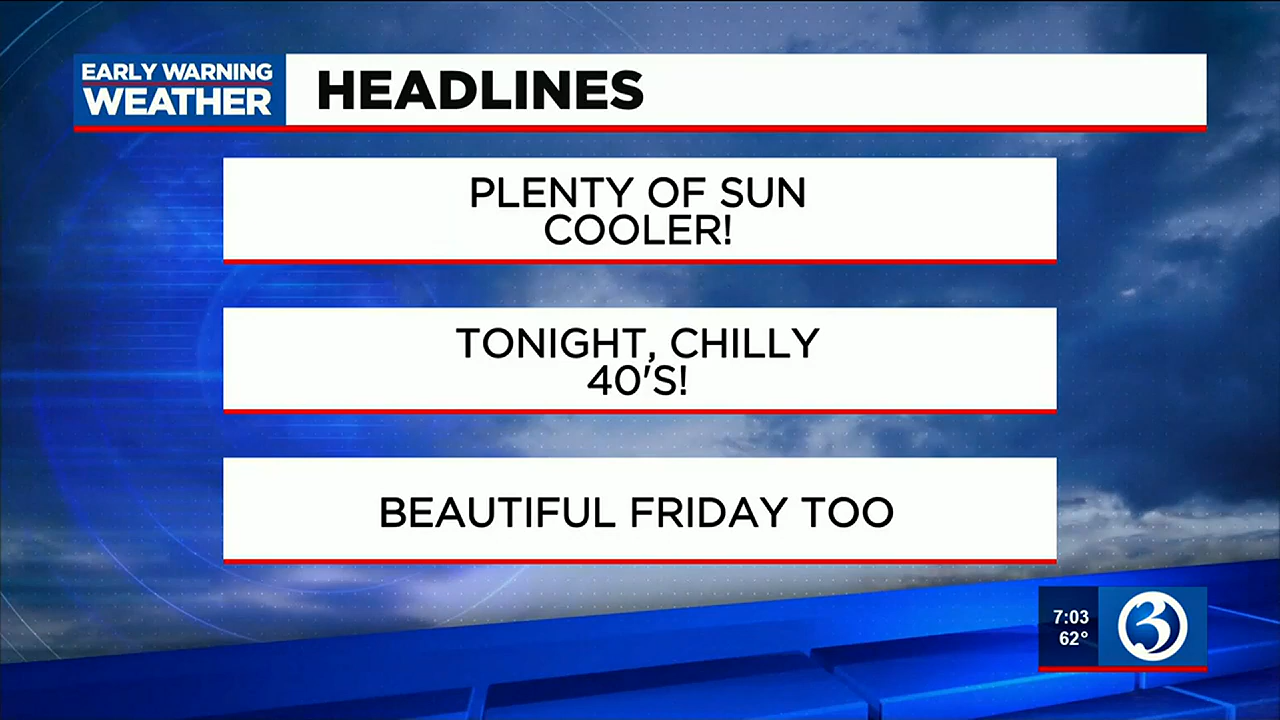 EARLY WARNING
WEATHER
HEADLINES
PLENTY OF SUN
COOLER!
TONIGHT, CHILLY
40'S!
BEAUTIFUL FRIDAY TOO
7:03
62°
3